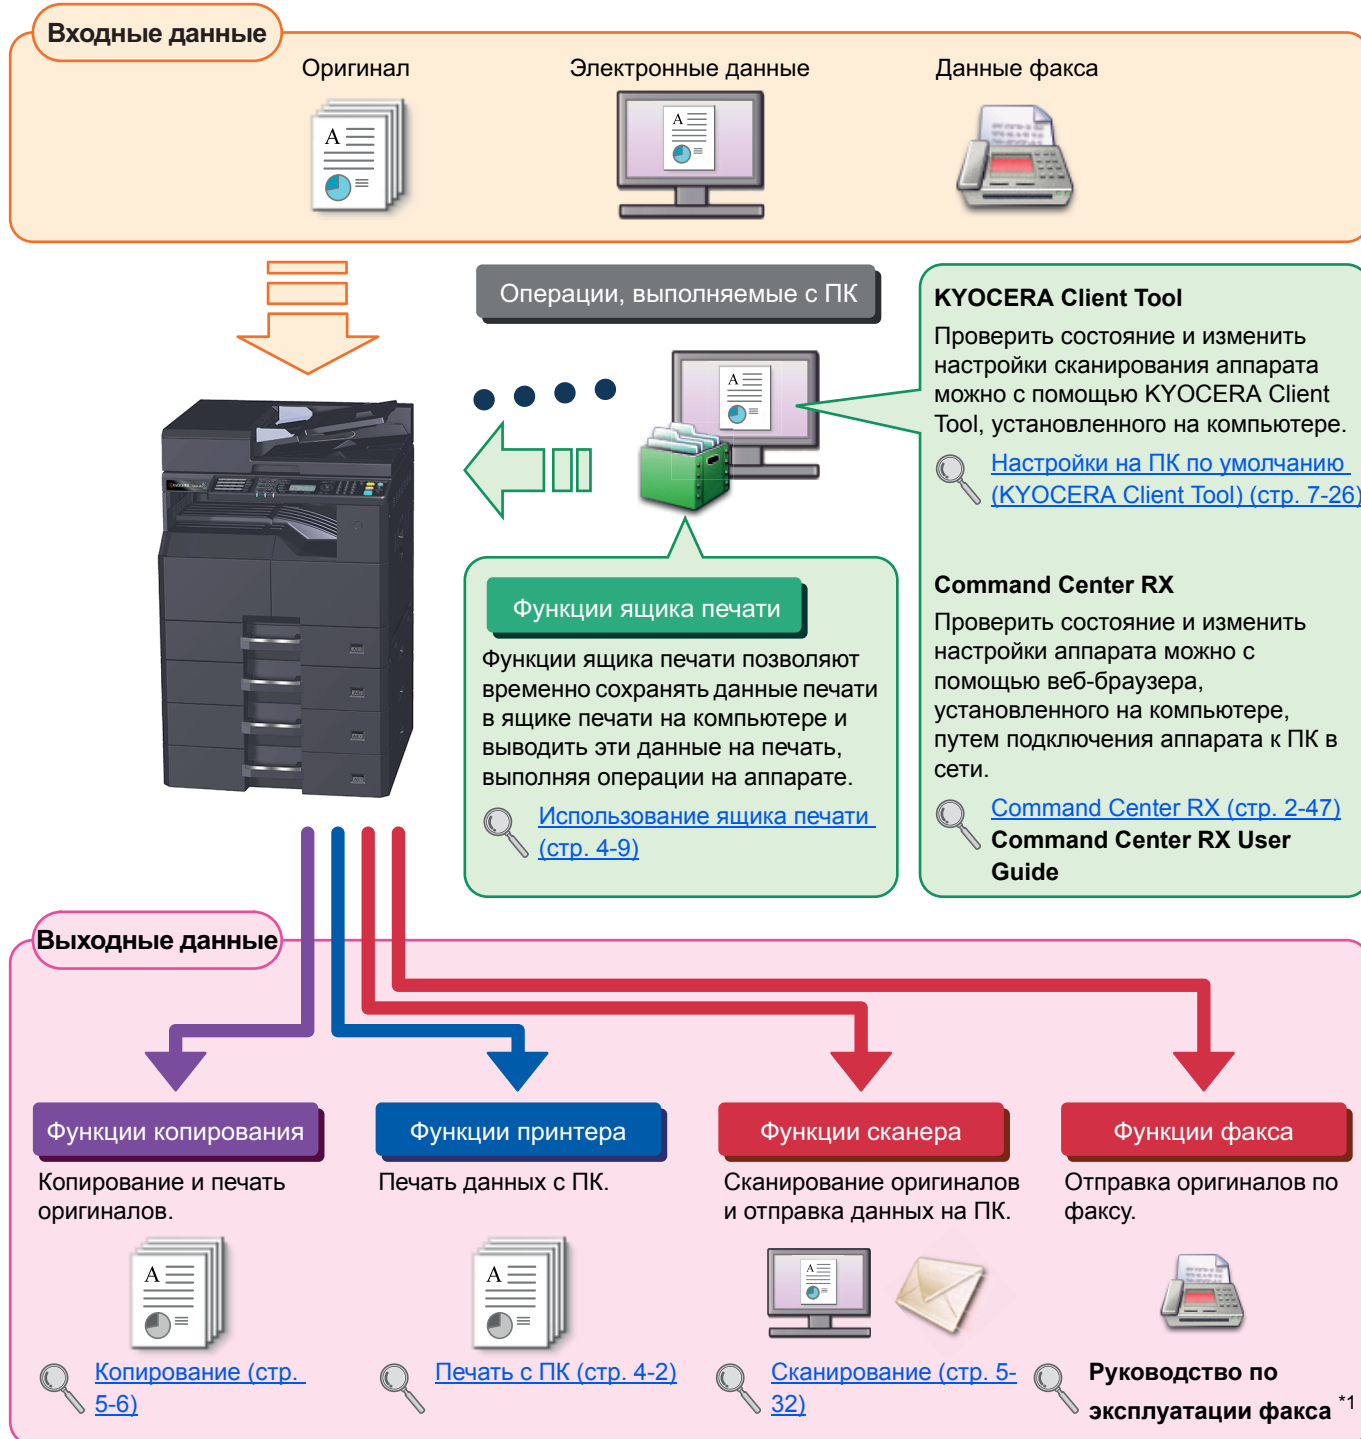 Входные данные
Оригинал
Электронные данные
Данные факса
Операции, выполняемые с ПК
KYOCERA Client Tool
Проверить состояние и изменить
настройки сканирования аппарата
можно с помощью KYOCERA Client
Tool, установленного на компьютере.
Настройки на ПК по умолчанию
(KYOCERA Client Tool) (стр. 7-26)
Command Center RX
Проверить состояние и изменить
настройки аппарата можно с
помощью веб-браузера,
установленного на компьютере,
путем подключения аппарата к ПК в
сети.
Command Center RX (стр. 2-47)
Command Center RX User
Guide
Функции ящика печати
Функции ящика печати позволяют
временно сохранять данные печати
в ящике печати на компьютере и
выводить эти данные на печать,
выполняя операции на аппарате.
Использование ящика печати
(стр. 4-9)
Выходные данные
Функции копирования
Копирование и печать
оригиналов.
Копирование (стр.
5-6)
Функции принтера
Печать данных с ПК.
Печать с ПК (стр. 4-2)
Функции сканера
Сканирование оригиналов
и отправка данных на ПК.
Сканирование (стр. 5-
32)
Функции факса
Отправка оригиналов по
факсу.
Руководство по
эксплуатации факса *1